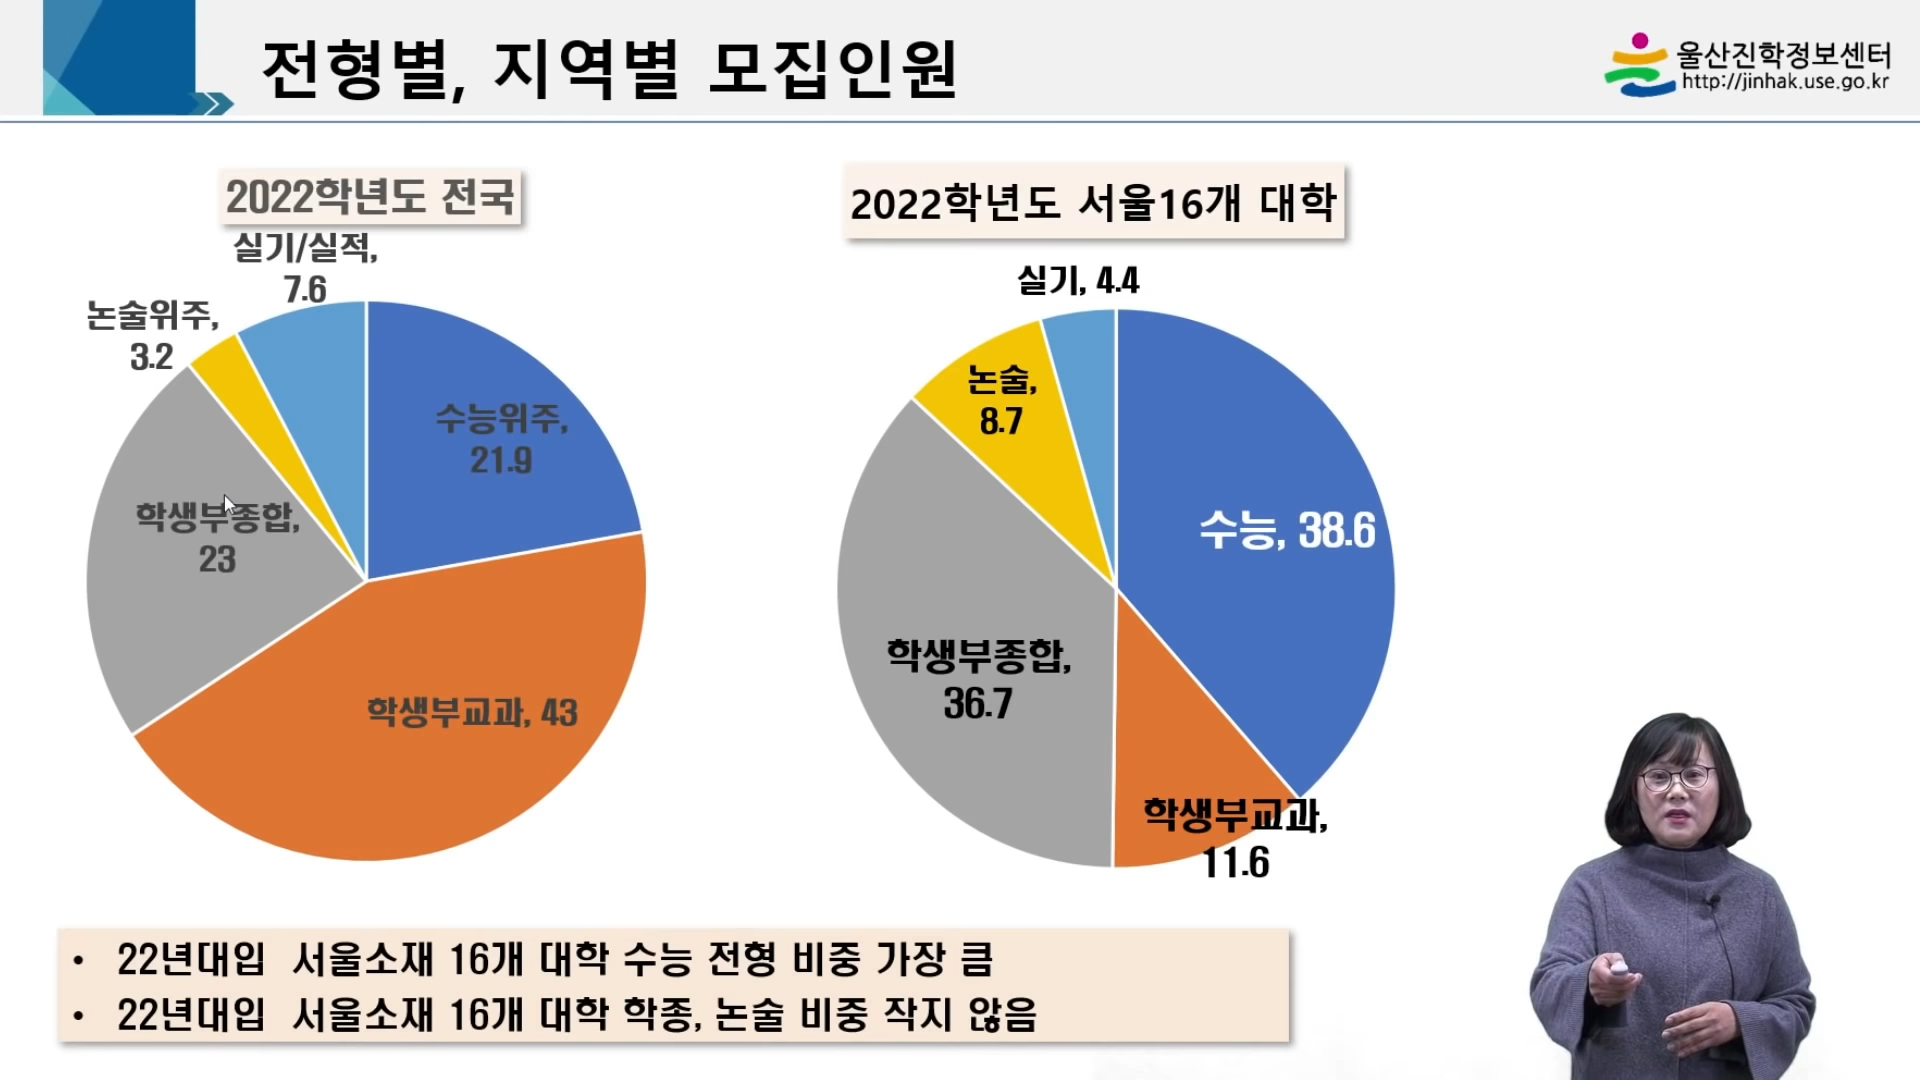 전형별, 지역별 모집인원
울산진학정보센터
http://jinhak.use.go.kr
2022학년도 전국
실기/실적,
7.6
논술위주,
3.2
수능위주,
21.9
학생부종합,
23
학생부교과, 43
2022학년도 서울16개 대학
실기, 4.4
논술,
8.7
수능, 38.6
학생부종합,
36.7
학생부교과,
11.6
• 22년대입 서울소재 16개 대학 수능 전형 비중 가장 큼
• 22년대입 서울소재 16개 대학 학종, 논술 비중 작지 않음